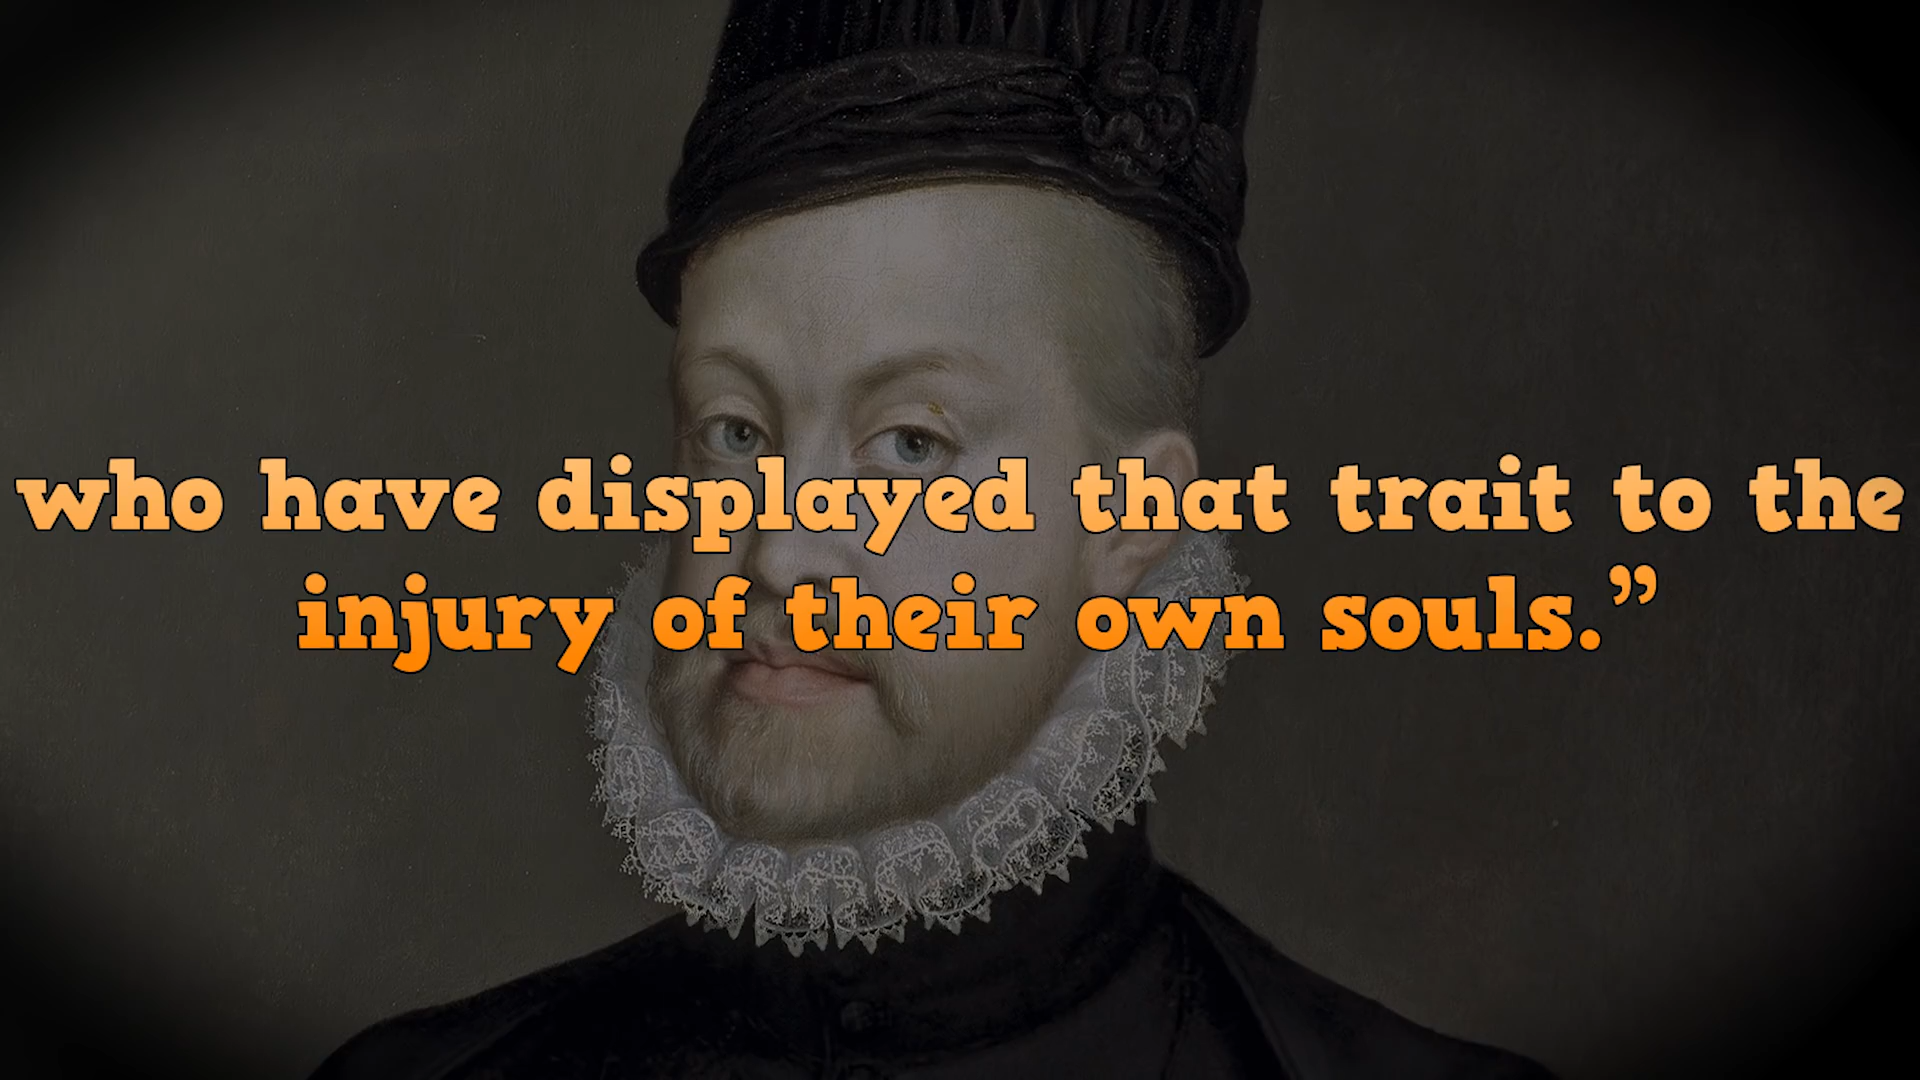 who have displayed that trait to the
injury of their own souls.”